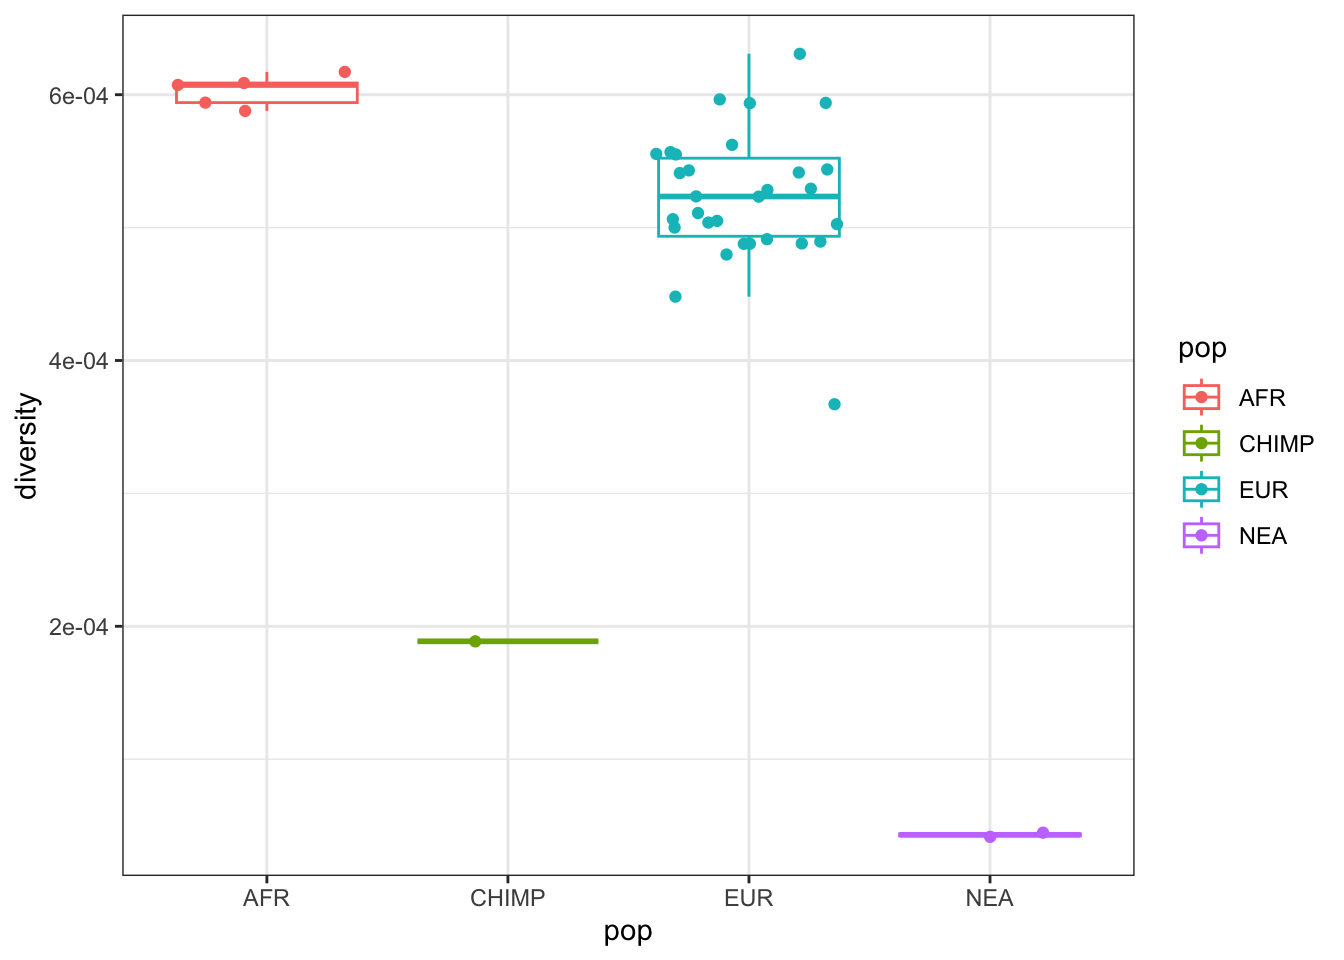 diversity
6e-04
4e-04
2e-04
AFR
CHIMP
EUR
NEA
pop
pop
AFR
CHIMP
EUR
NEA